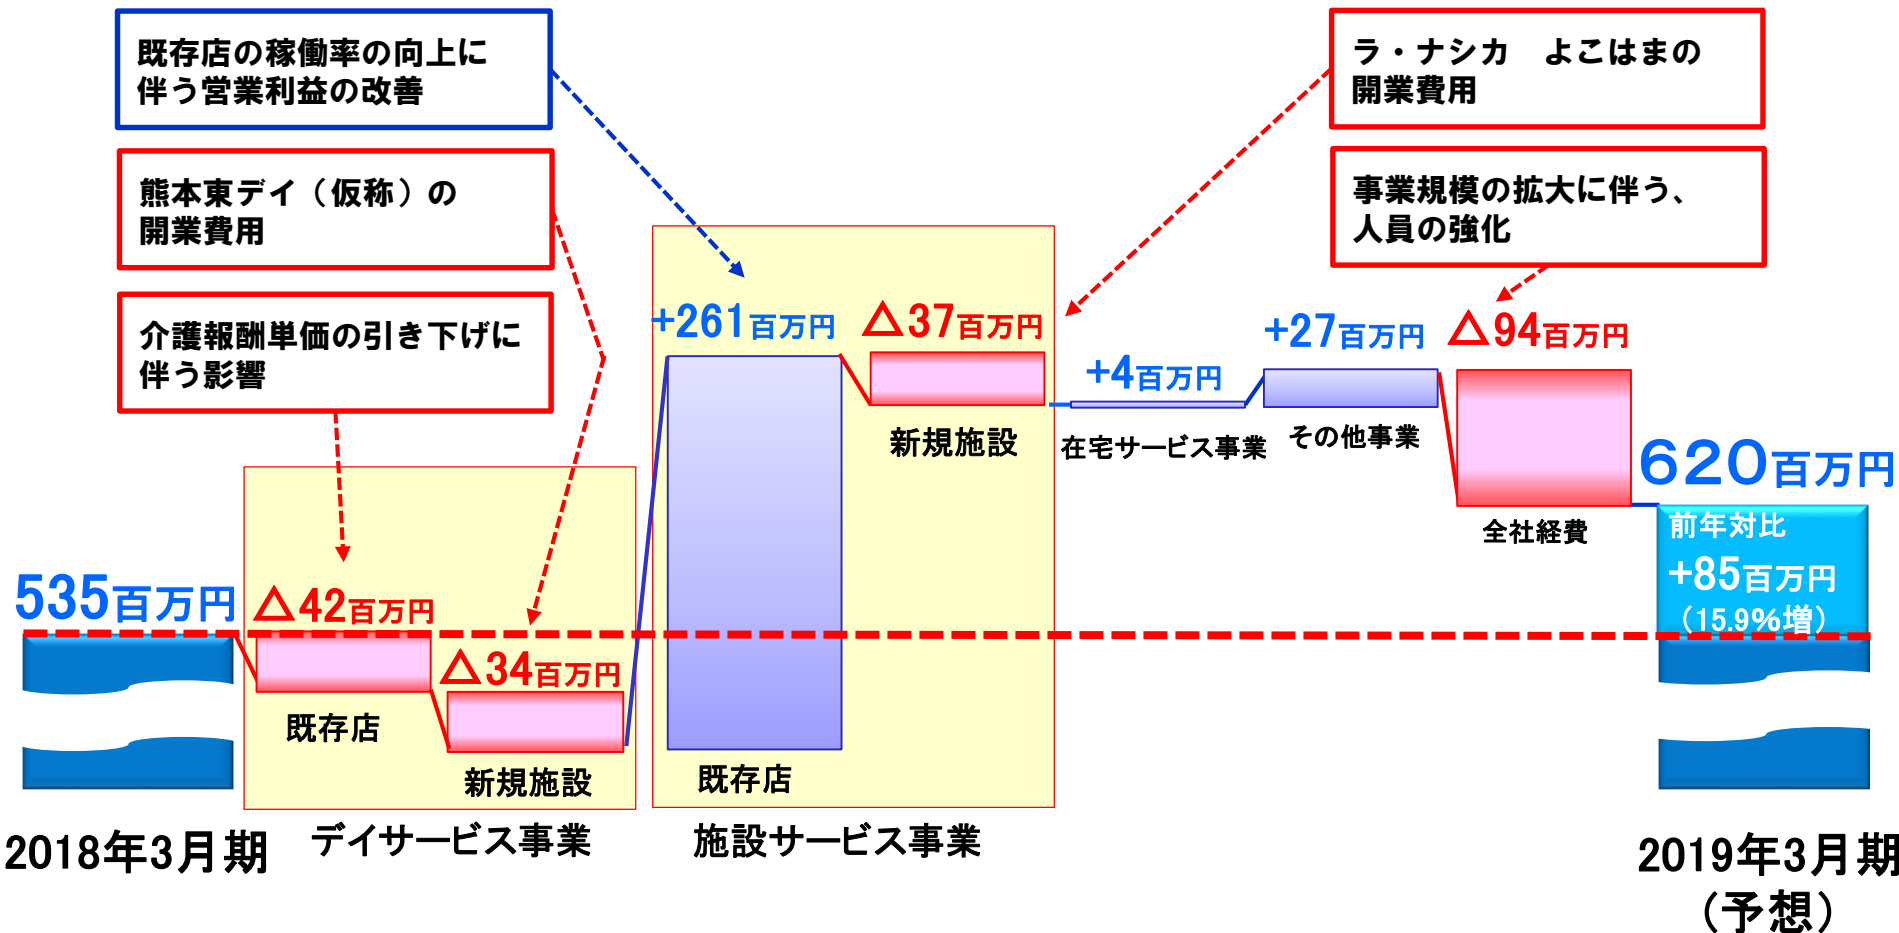 既存店の稼働率の向上に
伴う営業利益の改善
熊本東デイ（仮称）の
開業費用
介護報酬単価の引き下げに
伴う影響
ラ・ナシカ　よこはまの
開業費用
事業規模の拡大に伴う、
人員の強化
535百万円
△42百万円
既存店
△34百万円
新規施設
+261百万円
既存店
△37百万円
新規施設
+4百万円
在宅サービス事業
+27百万円
その他事業
△94百万円
全社経費
620百万円
前年対比
+85百万円
（15.9%増）
2018年3月期
デイサービス事業
施設サービス事業
2019年3月期
（予想）